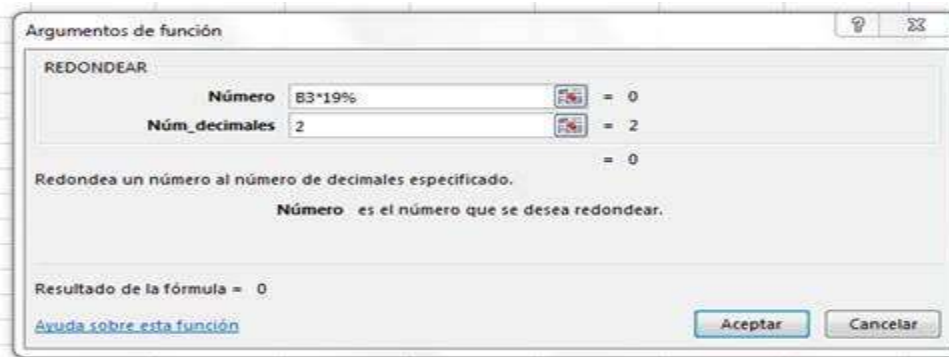 Argumentos de función
REDONDEAR
Número B3*19% = 0
Núm_decimales 2 = 2
= 0
Redondea un número al número de decimales especificado.
Número es el número que se desea redondear.
Resultado de la fórmula = 0
Ayuda sobre esta función Aceptar Cancelar